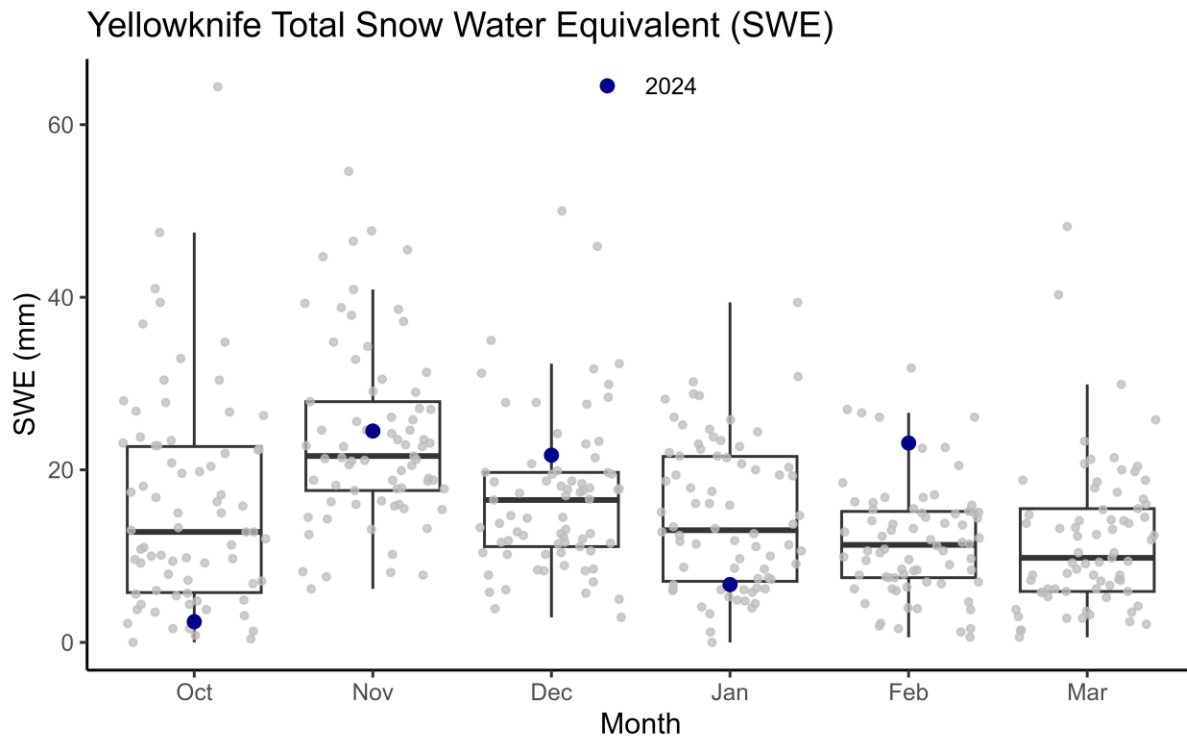 Yellowknife Total Snow Water Equivalent (SWE)
2024
60
40
20
0
SWE (mm)
Oct Nov Dec Jan Feb Mar
Month